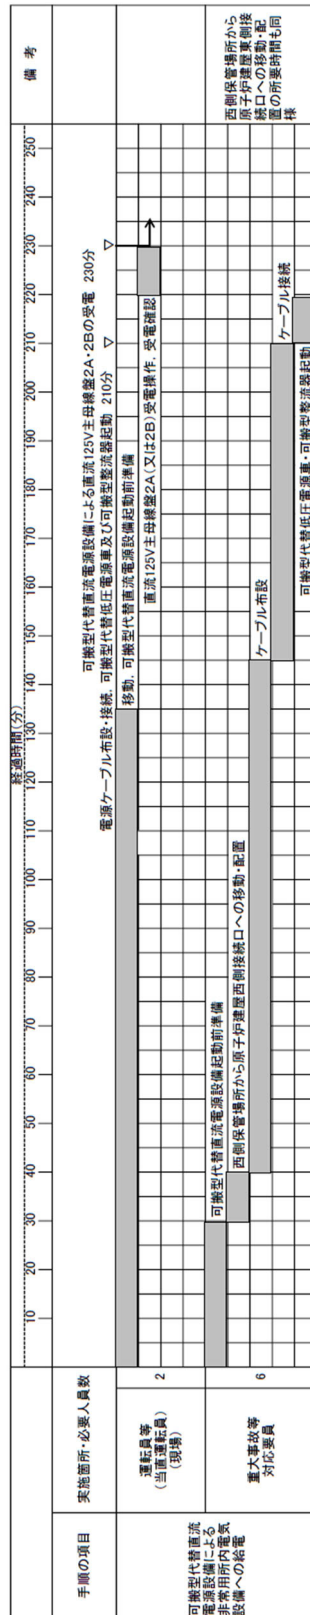 経過時間(分)
備 考
10 20 30 40 50 60 70 80 90 100 110 120 130 140 150 160 170 180 190 200 210 220 230 240 250
手順の項目
実施箇所・必要人員数
可搬型代替直流電源設備による直流125V主母線盤2A・2Bの受電 230分
▽
電源ケーブル布設・接続,可搬型代替低圧電源車及び可搬型整流器起動 210分
▽
可搬型代替直流
電源設備による
非常用所内電気
設備への給電
運転員等
(当直運転員)
(現場)
2
移動,可搬型代替直流電源設備起動前準備
直流125V主母線盤2A(又は2B)受電操作,受電確認
重大事故等
対応要員
6
可搬型代替直流電源設備起動前準備
西側保管場所から原子炉建屋西側接続口への移動・配置
ケーブル布設
ケーブル接続
可搬型代替低圧電源車・可搬型整流器起動
西側保管場所から
原子炉建屋東側接
続口への移動・配
置の所要時間も同
様